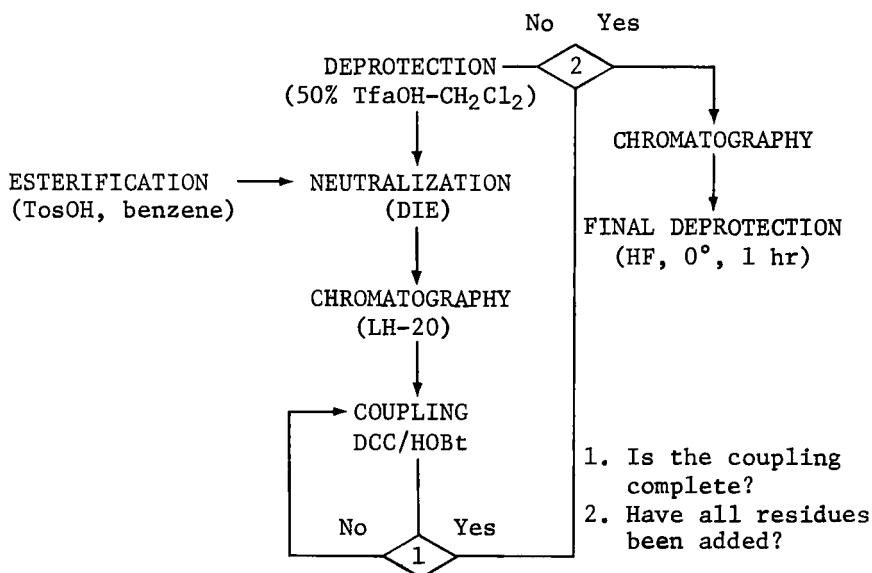 No Yes
DEPROTECTION
2
(50% TfaOH-CH₂Cl₂)
CHROMATOGRAPHY
ESTERIFICATION
NEUTRALIZATION
(TosOH, benzene)
(DIE)
FINAL DEPROTECTION
(HF, 0°, 1 hr)
CHROMATOGRAPHY
(LH-20)
COUPLING
DCC/HOBt
1. Is the coupling
complete?
2. Have all residues
been added?
No Yes
1